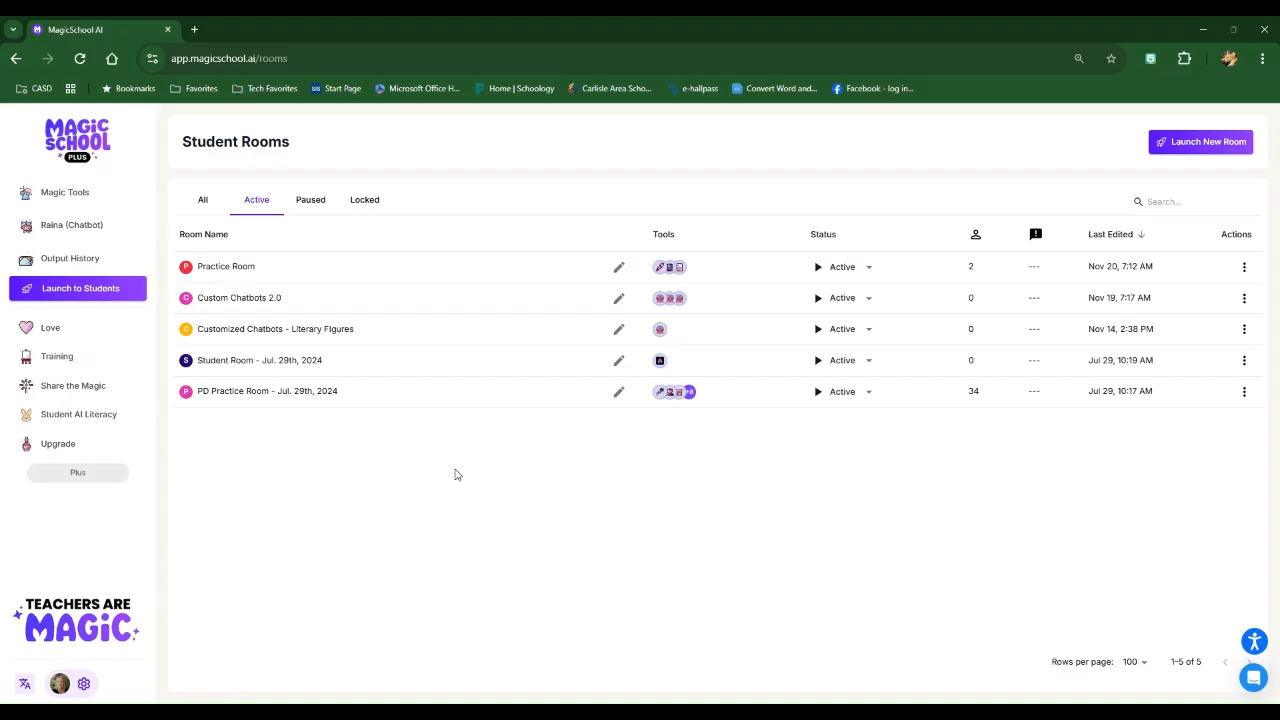 MagicSchool AI
app.magicschool.ai/rooms
CASD
Bookmarks
Favorites
Tech Favorites
Start Page
Microsoft Office H...
Home | Schoology
Carlisle Area Scho...
e-hallpass
Convert Word and...
Facebook - log in...
MAGIC
SCHOOL
PLUS
Magic Tools
Raina (Chatbot)
Output History
Launch to Students
Love
Training
Share the Magic
Student AI Literacy
Upgrade
Plus
TEACHERS ARE
MAGIC
Student Rooms
Launch New Room
All Active Paused Locked
Search...
Room Name Tools Status Last Edited Actions
P Practice Room Active 2 --- Nov 20, 7:12 AM
C Custom Chatbots 2.0 Active 0 --- Nov 19, 7:17 AM
C Customized Chatbots - Literary Figures Active 0 --- Nov 14, 2:38 PM
S Student Room - Jul. 29th, 2024 Active 0 --- Jul 29, 10:19 AM
P PD Practice Room - Jul. 29th, 2024 +8 Active 34 --- Jul 29, 10:17 AM
Rows per page: 100 1–5 of 5